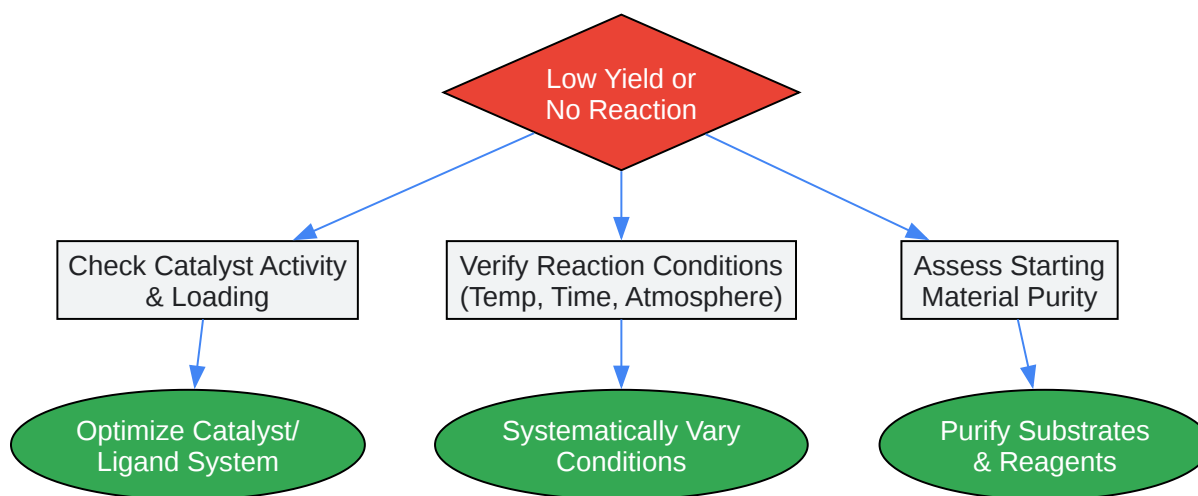 Low Yield or
No Reaction
Check Catalyst Activity
& Loading
Verify Reaction Conditions
(Temp, Time, Atmosphere)
Assess Starting
Material Purity
Optimize Catalyst/
Ligand System
Systematically Vary
Conditions
Purify Substrates
& Reagents